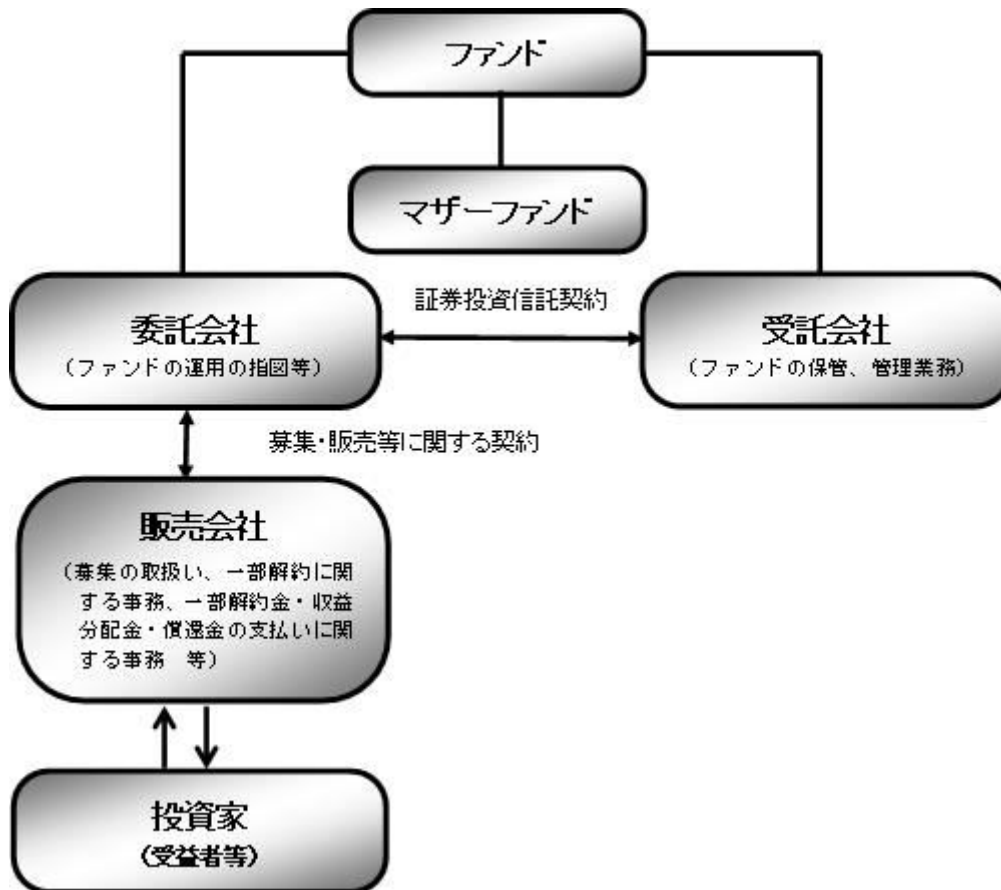 ファンド
マザーファンド
証券投資信託契約
委託会社
（ファンドの運用の指図等）
受託会社
（ファンドの保管、管理業務）
募集・販売等に関する契約
販売会社
（募集の取扱い、一部解約に関
する事務、一部解約金・収益
分配金・償還金の支払いに関
する事務　等）
投資家
（受益者等）